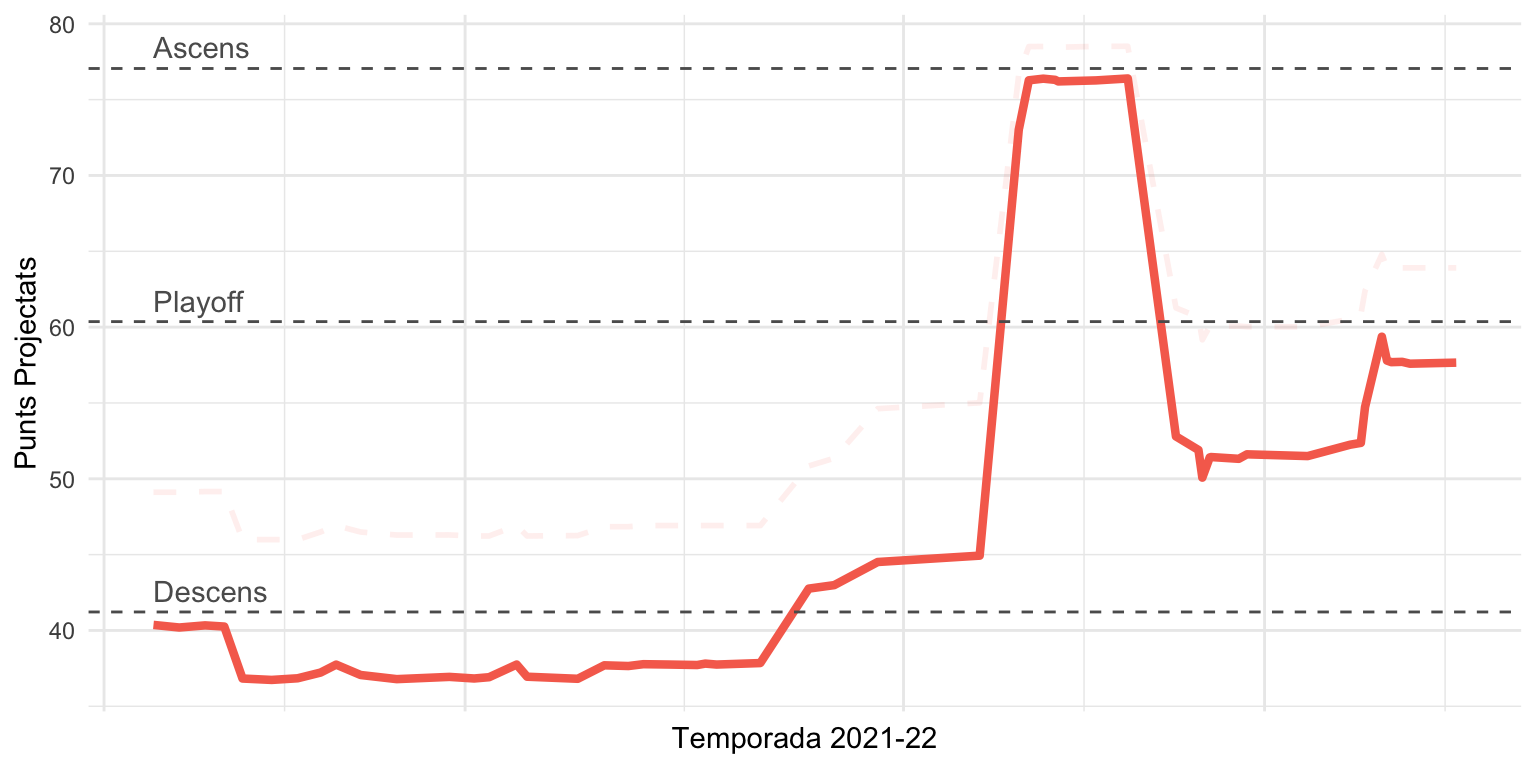 80
Ascens
70
Playoff
60
Punts Projectats
50
Descens
40
Temporada 2021-22